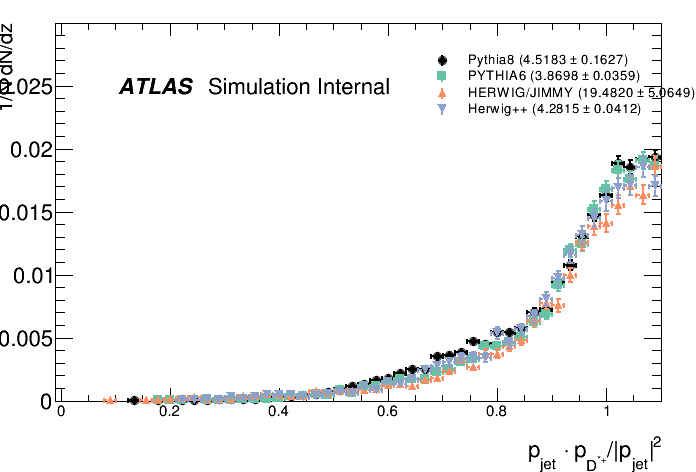 1/σ dN/dz
ATLAS Simulation Internal
Pythia8 (4.5183 ± 0.1627)
PYTHIA6 (3.8698 ± 0.0359)
HERWIG/JIMMY (19.4820 ± 5.0649)
Herwig++ (4.2815 ± 0.0412)
0.025
0.02
0.015
0.01
0.005
0
0 0.2 0.4 0.6 0.8 1
p_jet · p_D*+/|p_jet|²